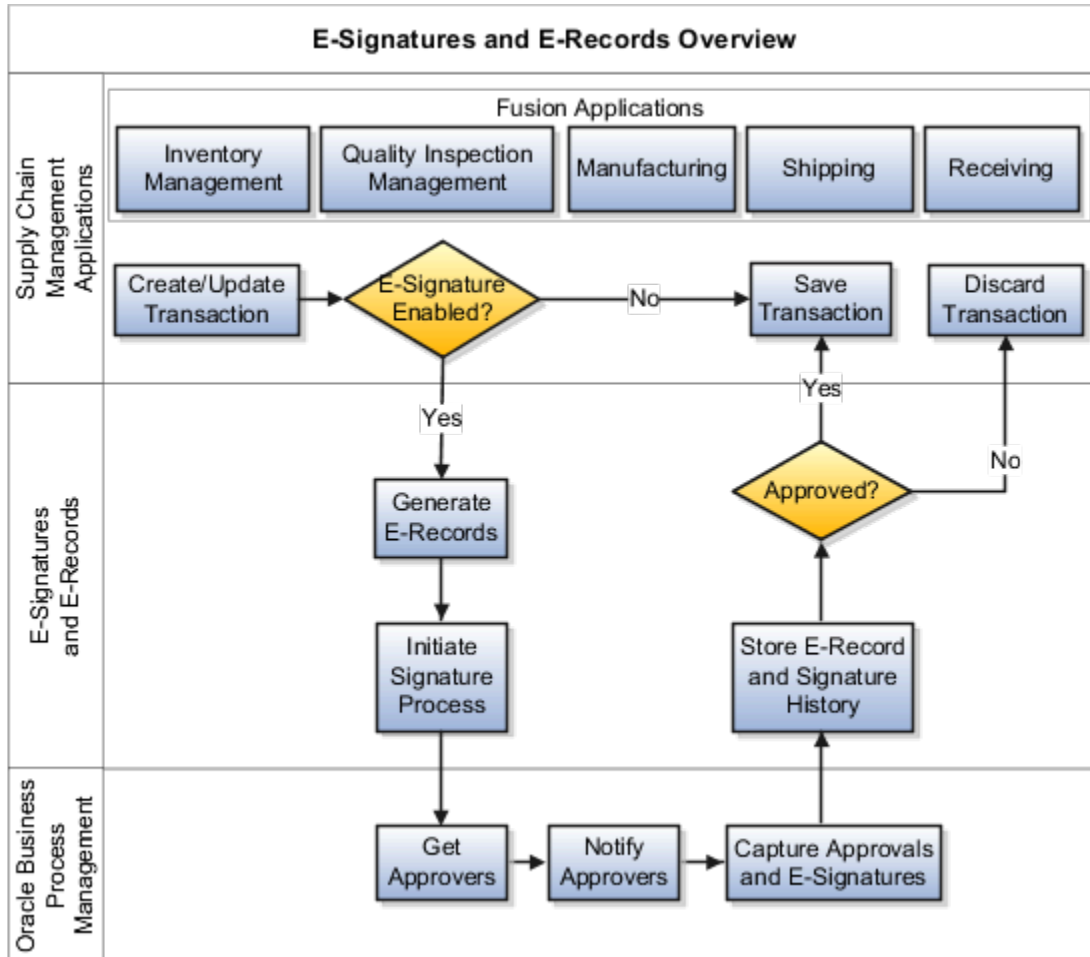 E-Signatures and E-Records Overview
Supply Chain
Management
Applications
Fusion Applications
Inventory
Management
Quality Inspection
Management
Manufacturing
Shipping
Receiving
Create/Update
Transaction
E-Signature
Enabled?
No
Save
Transaction
Discard
Transaction
Yes
Yes
E-Signatures
and E-Records
Generate
E-Records
Approved?
No
Initiate
Signature
Process
Store E-Record
and Signature
History
Oracle Business
Process
Management
Get
Approvers
Notify
Approvers
Capture Approvals
and E-Signatures